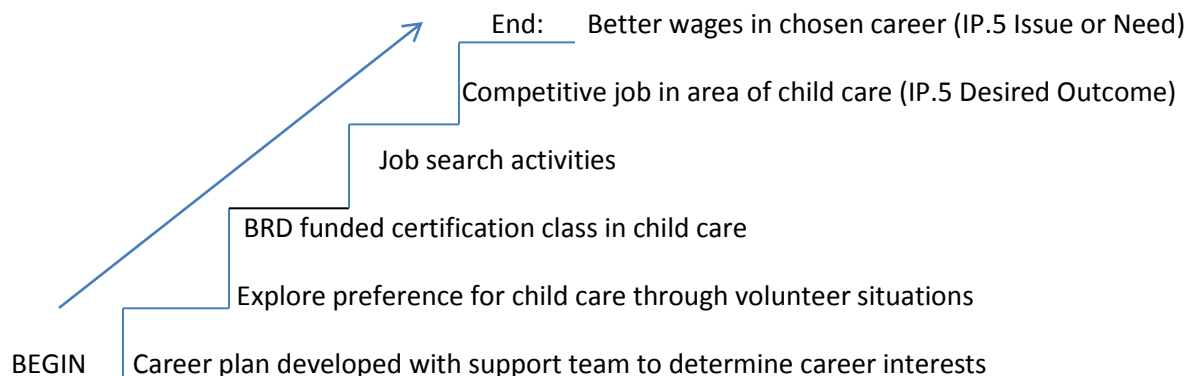 End: Better wages in chosen career (IP.5 Issue or Need)
Competitive job in area of child care (IP.5 Desired Outcome)
Job search activities
BRD funded certification class in child care
Explore preference for child care through volunteer situations
BEGIN Career plan developed with support team to determine career interests